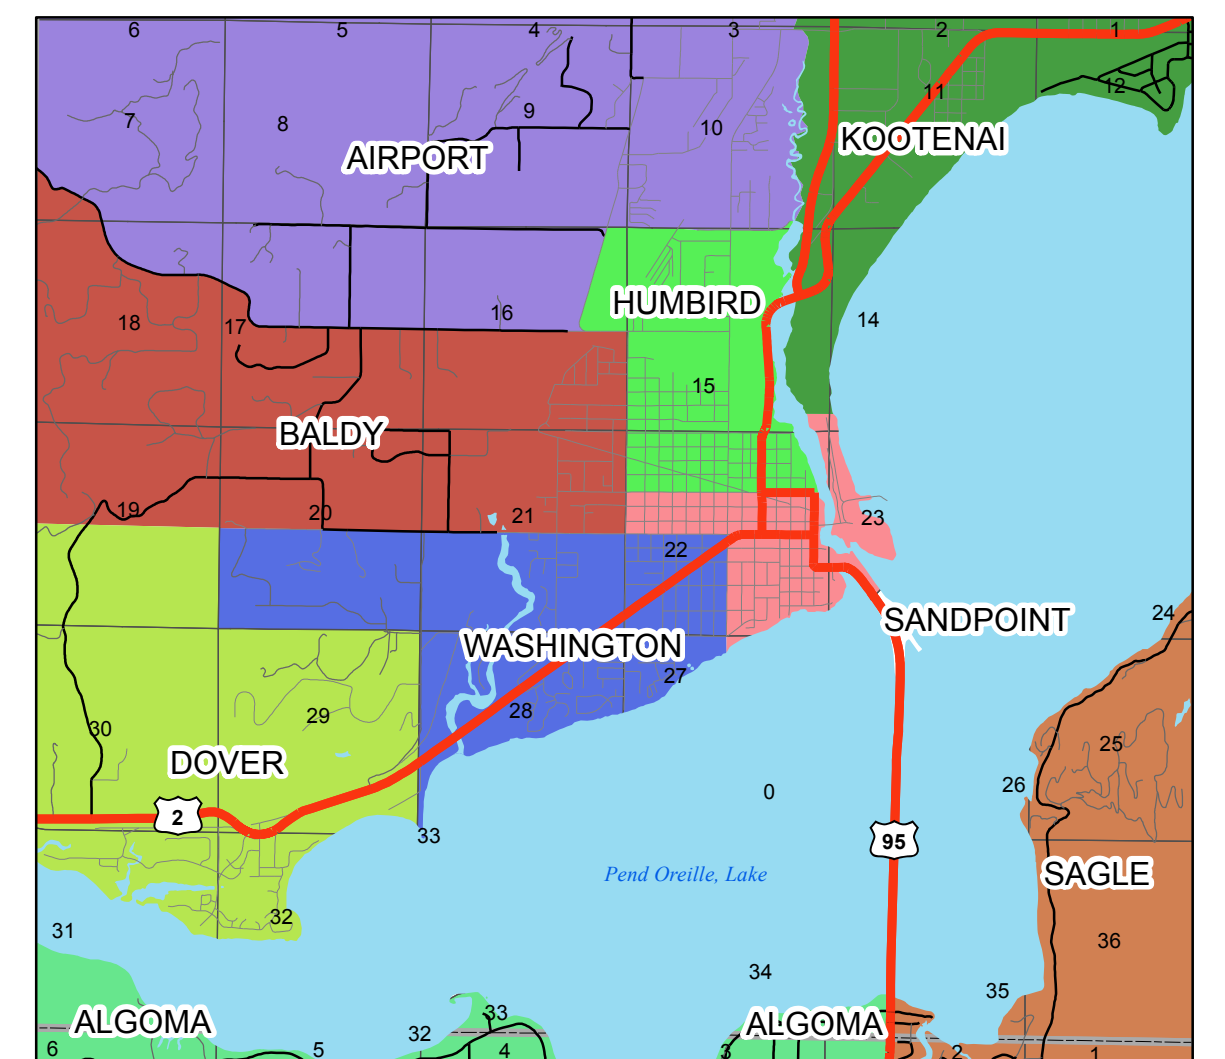 6 5 4 3 2 1
7 8 9 10 11 12
KOOTENAI
AIRPORT
HUMBIRD
18 17 16 14
15
BALDY
19 20 21 23
22
24
SANDPOINT
WASHINGTON
27
28
29
30
25
DOVER
26
0
2
33
95
Pend Oreille, Lake
SAGLE
32
31
36
34
35
33
ALGOMA
ALGOMA
32
6 5 4 3 2 1